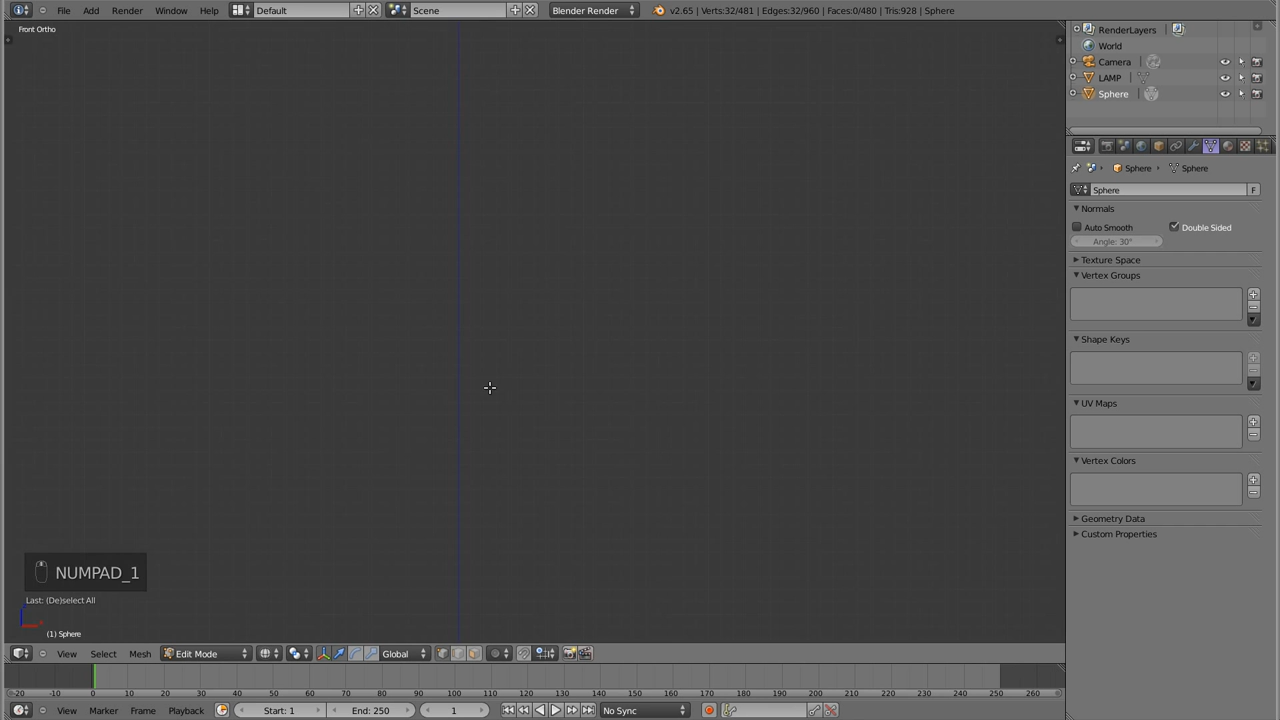 File Add Render Window Help Default Scene Blender Render v2.65 | Verts:32/481 | Edges:32/960 | Faces:0/480 | Tris:928 | Sphere
Front Ortho
RenderLayers |
World
Camera |
LAMP |
Sphere |
Sphere Sphere
Sphere F
Normals
Auto Smooth Double Sided
Angle: 30°
Texture Space
Vertex Groups
Shape Keys
UV Maps
Vertex Colors
Geometry Data
Custom Properties
NUMPAD_1
Last: (De)select All
(1) Sphere
View Select Mesh Edit Mode Global
-20 -10 0 10 20 30 40 50 60 70 80 90 100 110 120 130 140 150 160 170 180 190 200 210 220 230 240 250 260
View Marker Frame Playback Start: 1 End: 250 1 No Sync